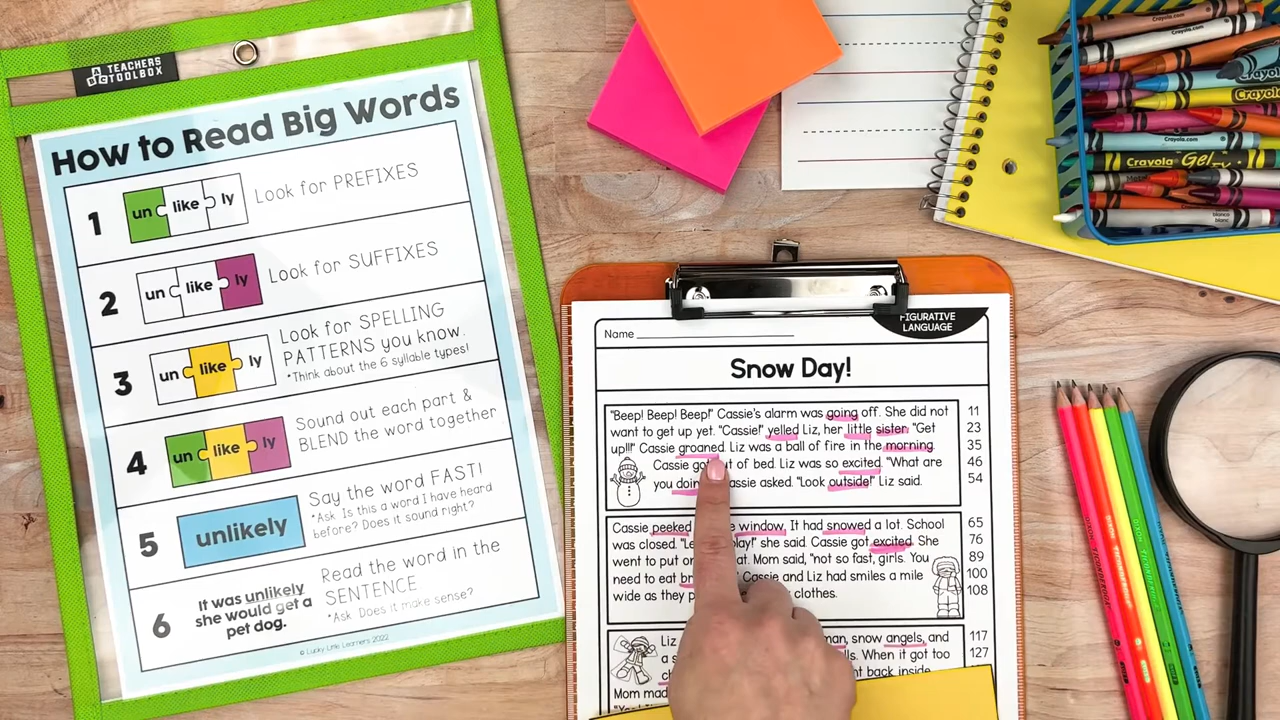 A TEACHERS
BC TOOLBOX
How to Read Big Words
1
un like ly
Look for PREFIXES
2
un like ly
Look for SUFFIXES
3
un like ly
Look for SPELLING
PATTERNS you know.
*Think about the 6 syllable types!
4
un like ly
Sound out each part &
BLEND the word together
5
unlikely
Say the word FAST!
*Ask: Is this a word I have heard
before? Does it sound right?
6
It was unlikely
she would get a
pet dog.
Read the word in the
SENTENCE
*Ask: Does it make sense?
© Lucky Little Learners 2022
FIGURATIVE
LANGUAGE
Name
Snow Day!
"Beep! Beep! Beep!" Cassie's alarm was going off. She did not 11
want to get up yet. "Cassie!" yelled Liz, her little sister. "Get 23
up!!!" Cassie groaned. Liz was a ball of fire in the morning. 35
Cassie got of bed. Liz was so excited. "What are 46
you asked. "Look outside!" Liz said. 54
Cassie peeked window. It had snowed a lot. School 65
was closed. she said. Cassie got excited. She 76
went to put Mom said, "not so fast, girls. You 89
need to eat Cassie and Liz had smiles a mile 100
wide as they clothes. 108
Liz snow angels, and 117
a When it got too 127
back inside
Mom
Crayola
Crayola
Crayola
Crayola
Crayola Gel
DIXON TICONDEROGA